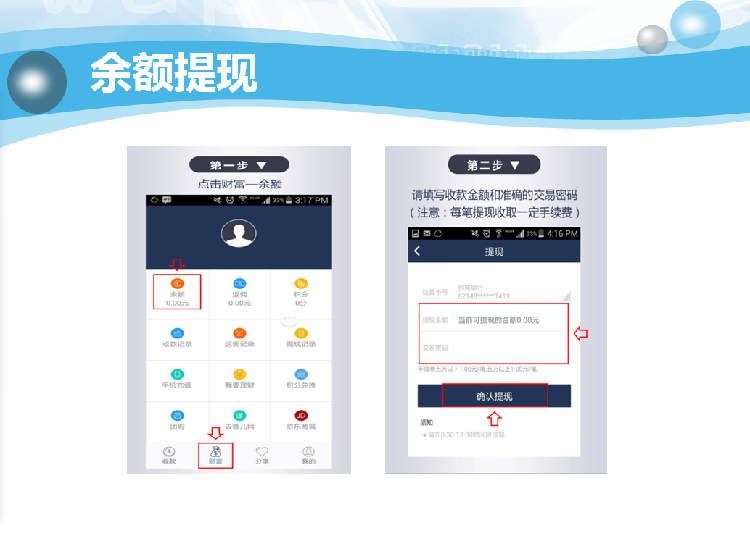 余额提现
第一步 ▼
点击财富—余额
3:17 PM
余额
返佣
积分
0.00元
0.00元
0分
收款记录
返佣记录
提现记录
手机充值
我要理财
积分兑换
团购
去哪儿网
京东商城
收款
财富
分享
我的
第二步 ▼
请填写收款金额和准确的交易密码
(注意:每笔提现收取一定手续费)
4:16 PM
提现
结算卡号
招商银行
62140******1419
提现金额
当前可提现的金额0.00元
交易密码
确认提现
须知